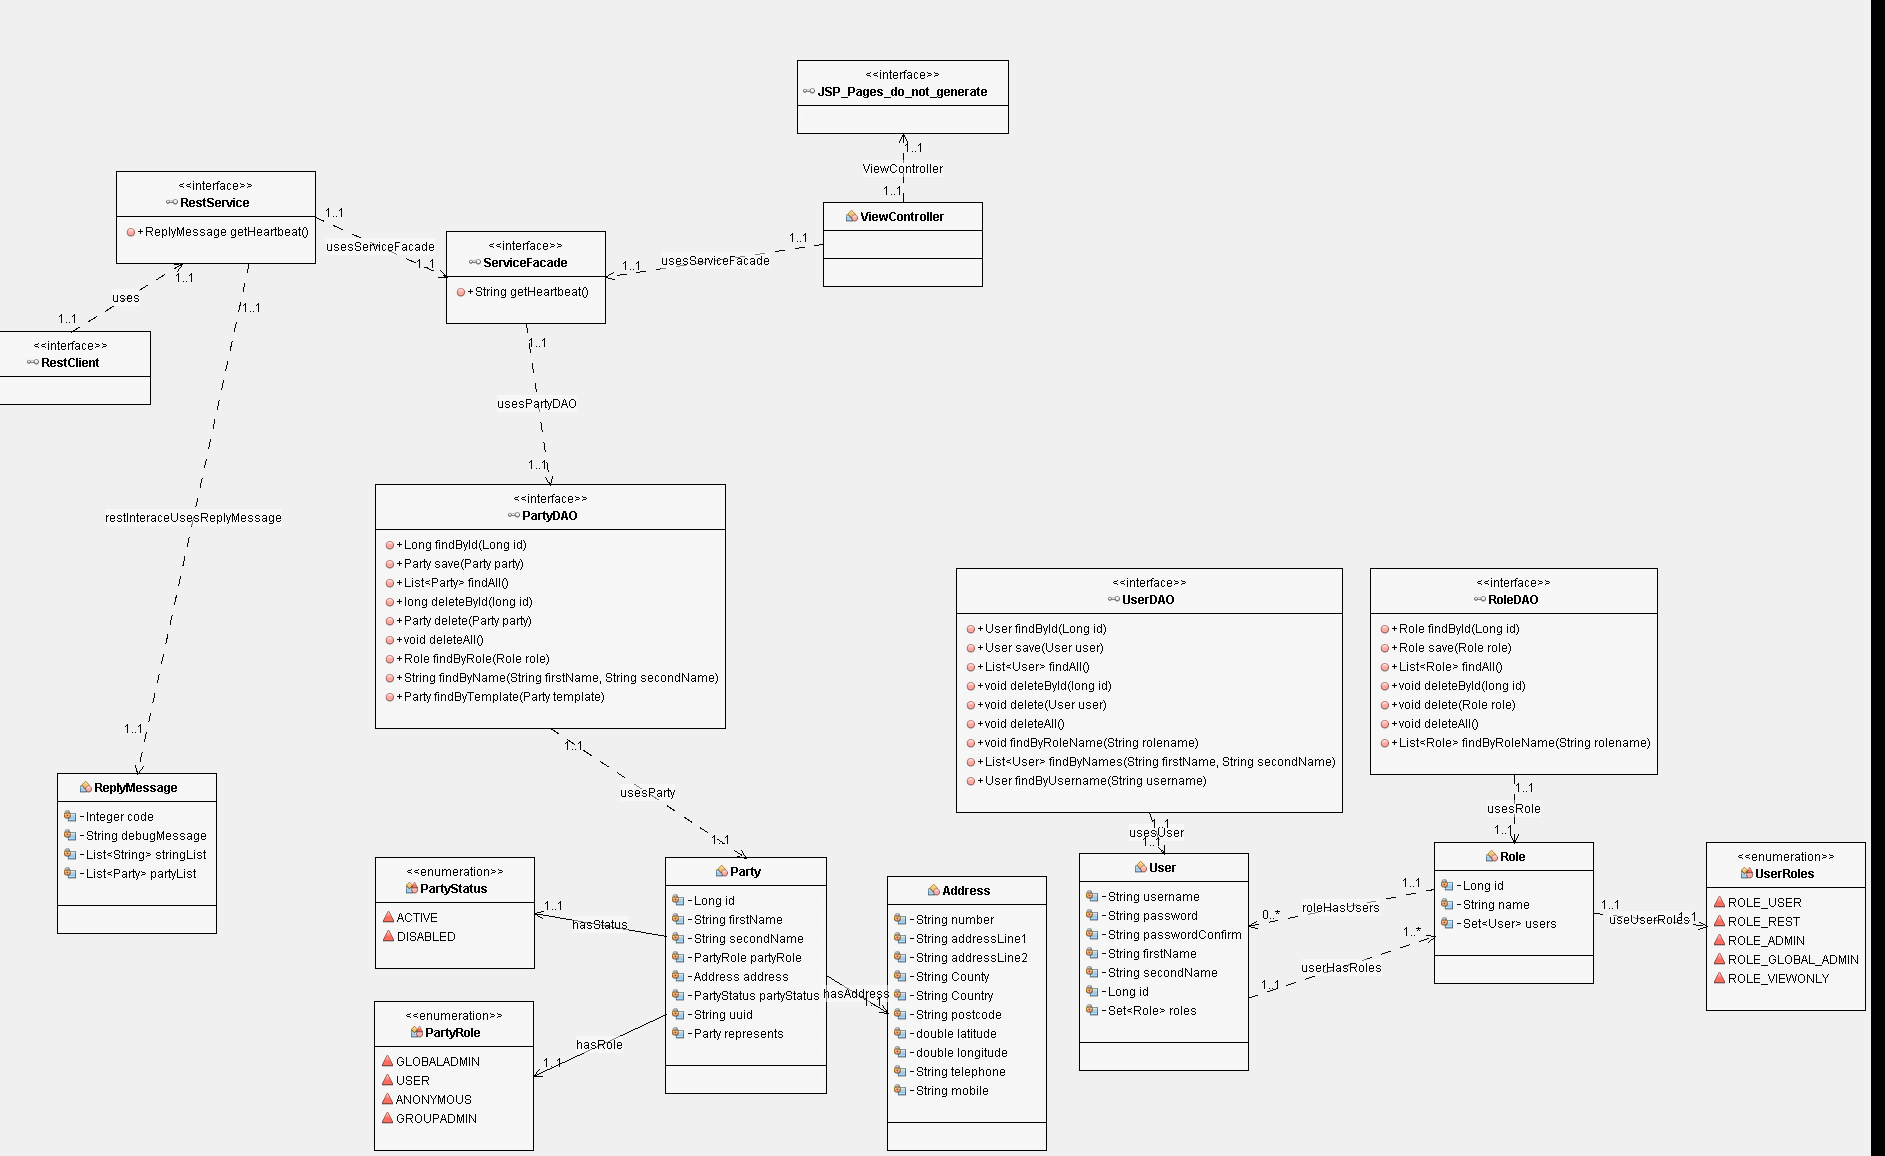 <<interface>>
JSP_Pages_do_not_generate
1..1
ViewController
1..1
ViewController
<<interface>>
RestService
+ReplyMessage getHeartbeat()
1..1
usesServiceFacade
1..1
<<interface>>
ServiceFacade
+String getHeartbeat()
1..1
usesServiceFacade
1..1
1..1
uses
1..1
<<interface>>
RestClient
1..1
restInteraceUsesReplyMessage
1..1
1..1
usesPartyDAO
1..1
<<interface>>
PartyDAO
+Long findById(Long id)
+Party save(Party party)
+List<Party> findAll()
+long deleteById(long id)
+Party delete(Party party)
+void deleteAll()
+Role findByRole(Role role)
+String findByName(String firstName, String secondName)
+Party findByTemplate(Party template)
<<interface>>
UserDAO
+User findById(Long id)
+User save(User user)
+List<User> findAll()
+void deleteById(long id)
+void delete(User user)
+void deleteAll()
+void findByRoleName(String rolename)
+List<User> findByNames(String firstName, String secondName)
+User findByUsername(String username)
<<interface>>
RoleDAO
+Role findById(Long id)
+Role save(Role role)
+List<Role> findAll()
+void deleteById(long id)
+void delete(Role role)
+void deleteAll()
+List<Role> findByRoleName(String rolename)
ReplyMessage
-Integer code
-String debugMessage
-List<String> stringList
-List<Party> partyList
1..1
usesParty
1..1
1..1
usesUser
1..1
1..1
usesRole
1..1
<<enumeration>>
PartyStatus
ACTIVE
DISABLED
1..1
hasStatus
<<enumeration>>
PartyRole
GLOBALADMIN
USER
ANONYMOUS
GROUPADMIN
hasRole
1..1
Party
-Long id
-String firstName
-String secondName
-PartyRole partyRole
-Address address
-PartyStatus partyStatus
-String uuid
-Party represents
hasAddress
1..1
Address
-String number
-String addressLine1
-String addressLine2
-String County
-String Country
-String postcode
-double latitude
-double longitude
-String telephone
-String mobile
User
-String username
-String password
-String passwordConfirm
-String firstName
-String secondName
-Long id
-Set<Role> roles
1..1
roleHasUsers
0..*
1..*
userHasRoles
1..1
Role
-Long id
-String name
-Set<User> users
1..1
useUserRoles
1..1
<<enumeration>>
UserRoles
ROLE_USER
ROLE_REST
ROLE_ADMIN
ROLE_GLOBAL_ADMIN
ROLE_VIEWONLY